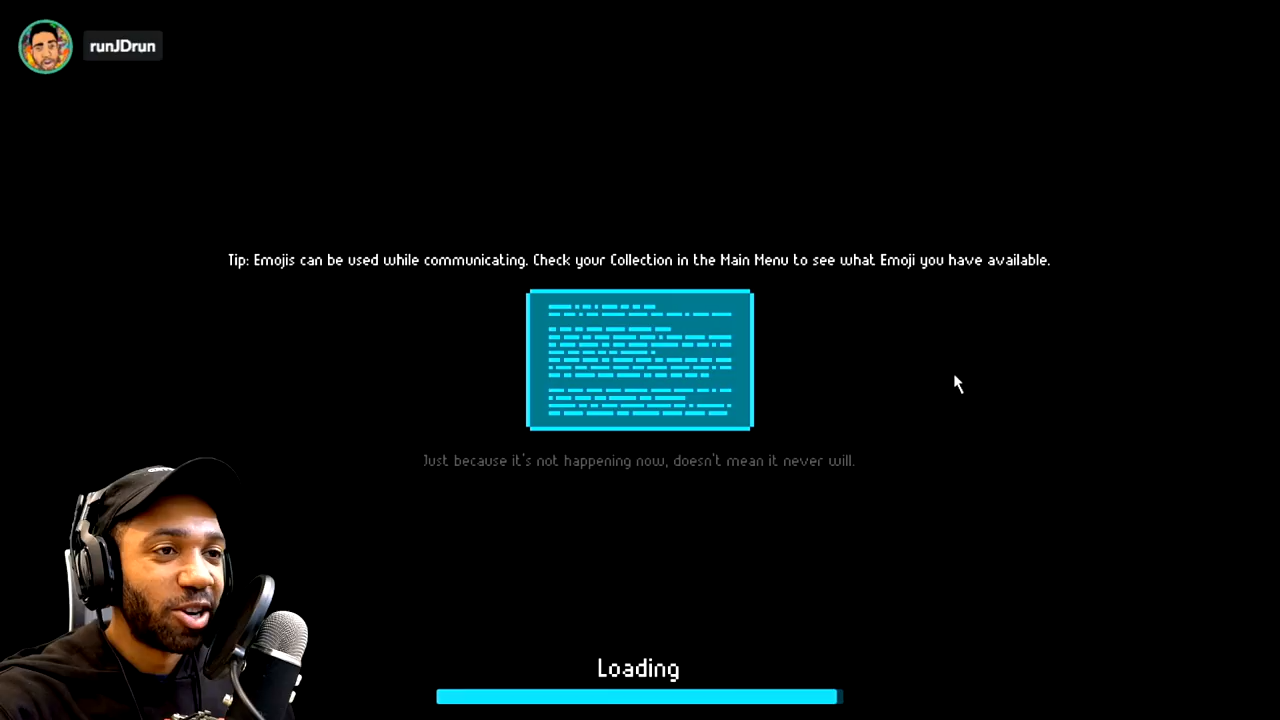 runJDrun
Tip: Emojis can be used while communicating. Check your Collection in the Main Menu to see what Emoji you have available.
Just because it's not happening now, doesn't mean it never will.
Loading